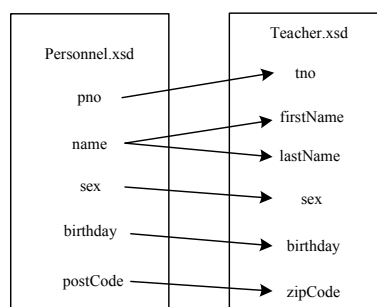 Personnel.xsd
pno
name
sex
birthday
postCode
Teacher.xsd
tno
firstName
lastName
sex
birthday
zipCode